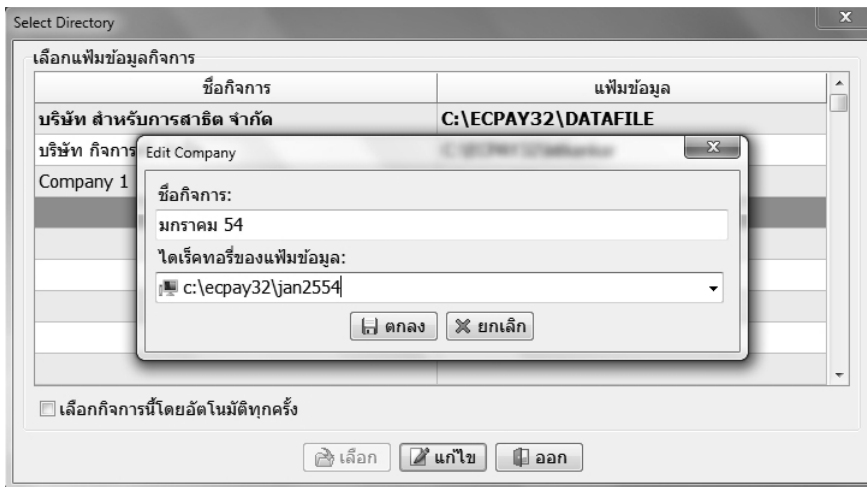 Select Directory
x
เลือกแฟ้มข้อมูลกิจการ
ชื่อกิจการ แฟ้มข้อมูล
บริษัท สำหรับการสาธิต จำกัด C:\ECPAY32\DATAFILE
บริษัท กิจการ
Company 1
Edit Company x
ชื่อกิจการ:
มกราคม 54
ไดเร็คทอรี่ของแฟ้มข้อมูล:
c:\ecpay32\jan2554
ตกลง ยกเลิก
เลือกกิจการนี้โดยอัตโนมัติทุกครั้ง
เลือก แก้ไข ออก